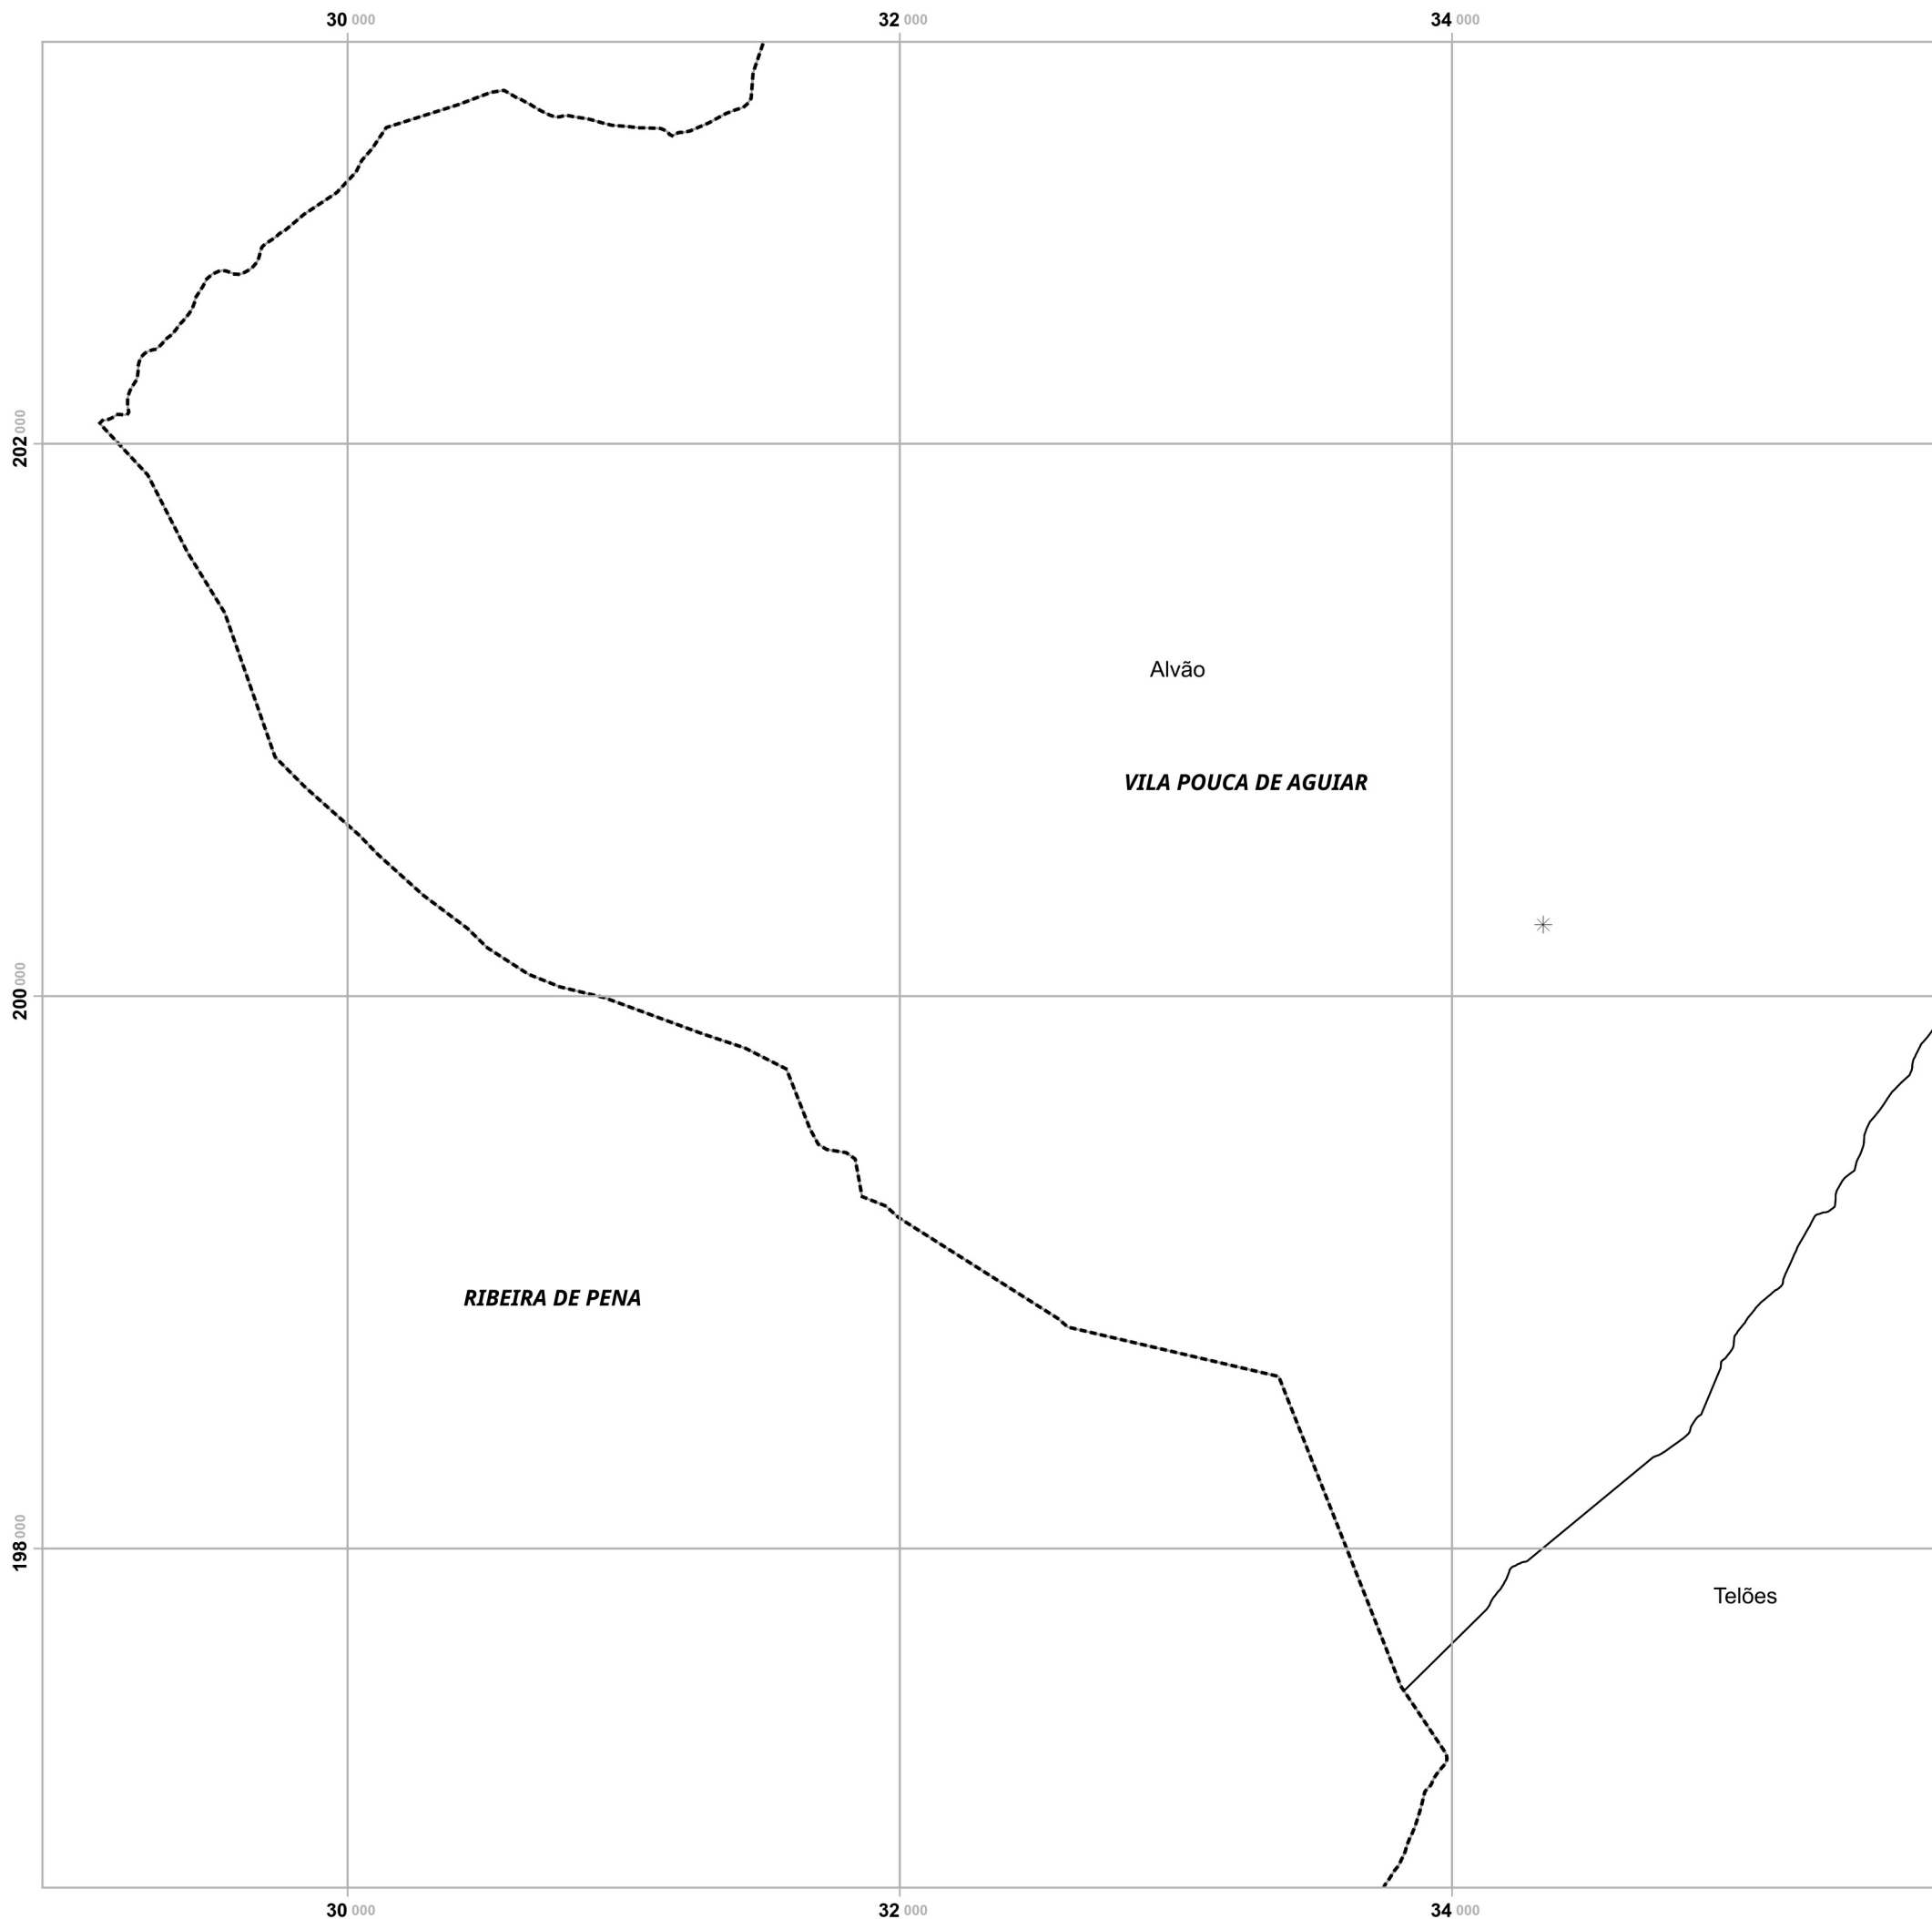 30 000
32 000
34 000
202 000
Alvão
VILA POUCA DE AGUIAR
200 000
RIBEIRA DE PENA
198 000
Telões
30 000
32 000
34 000